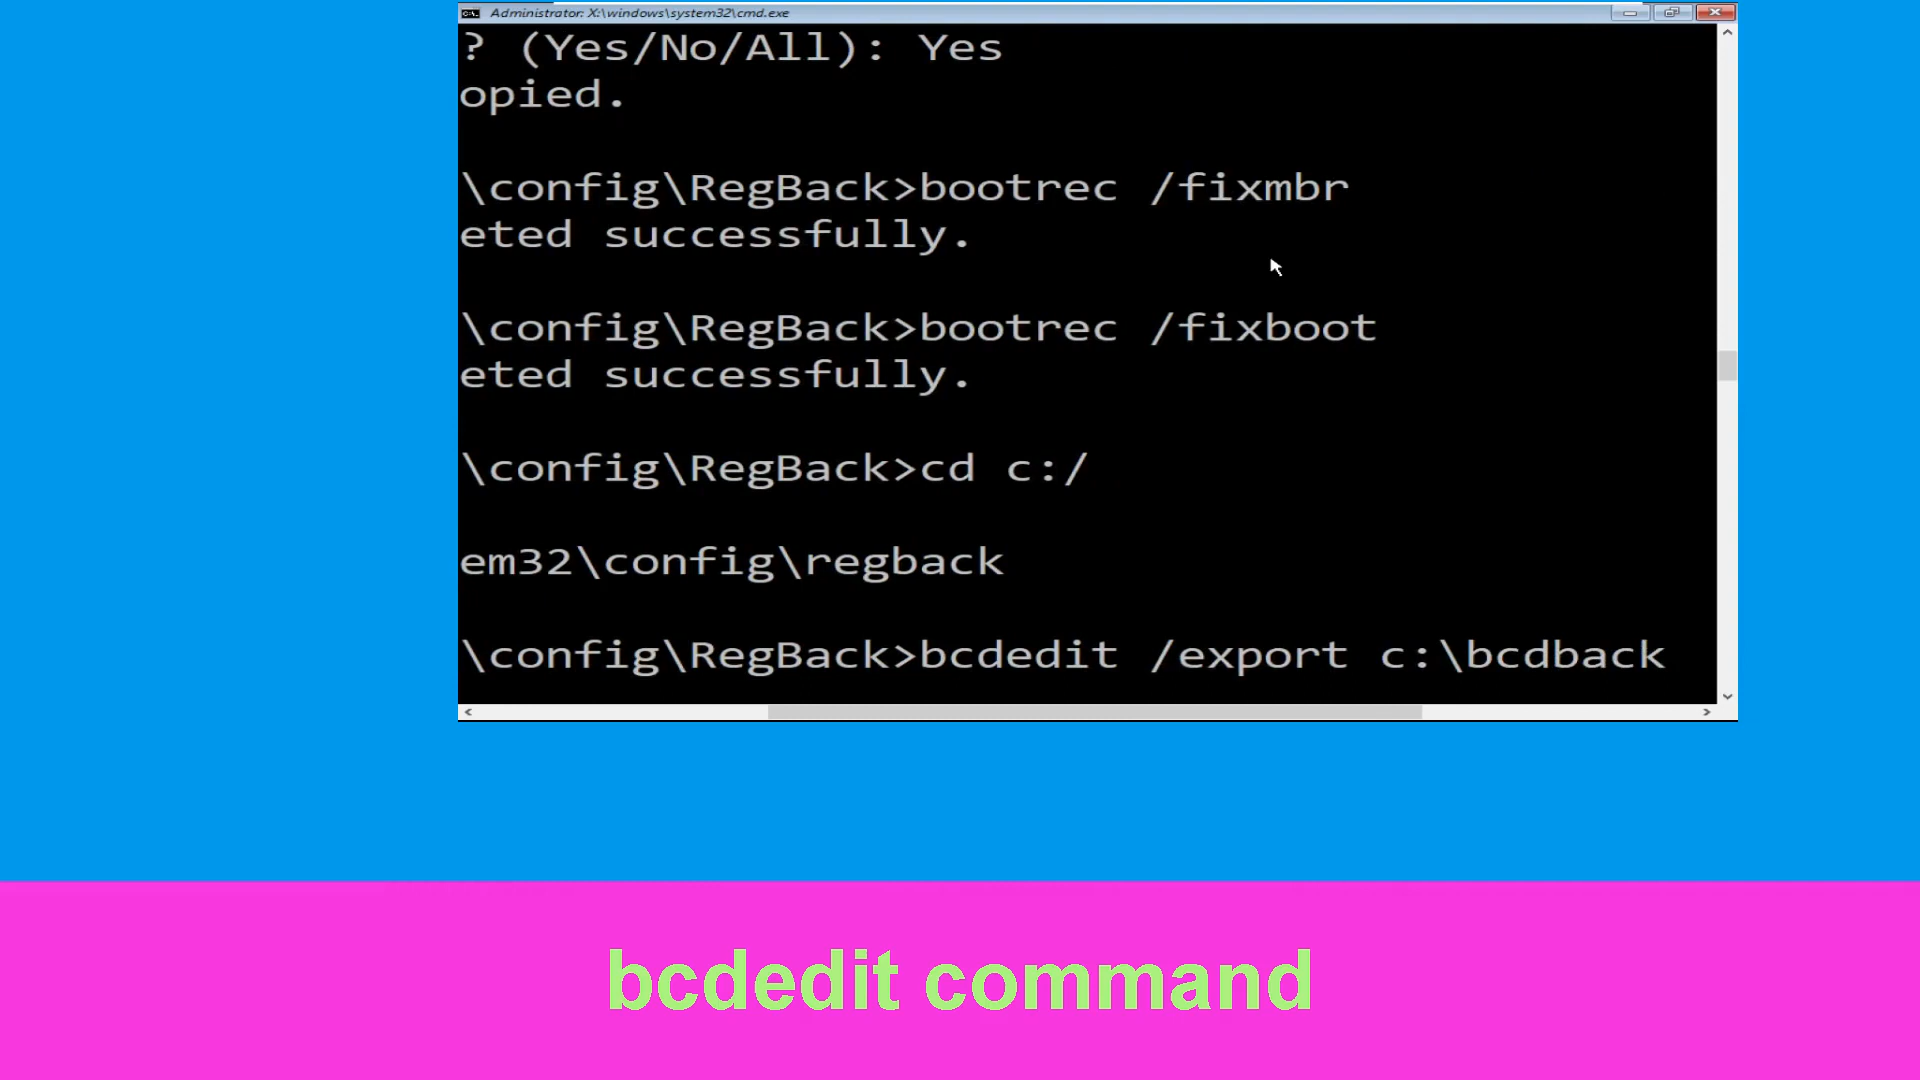 Administrator: X:\windows\system32\cmd.exe
? (Yes/No/All): Yes
opied.
\config\RegBack>bootrec /fixmbr
eted successfully.
\config\RegBack>bootrec /fixboot
eted successfully.
\config\RegBack>cd c:/
em32\config\regback
\config\RegBack>bcdedit /export c:\bcdback
bcdedit command